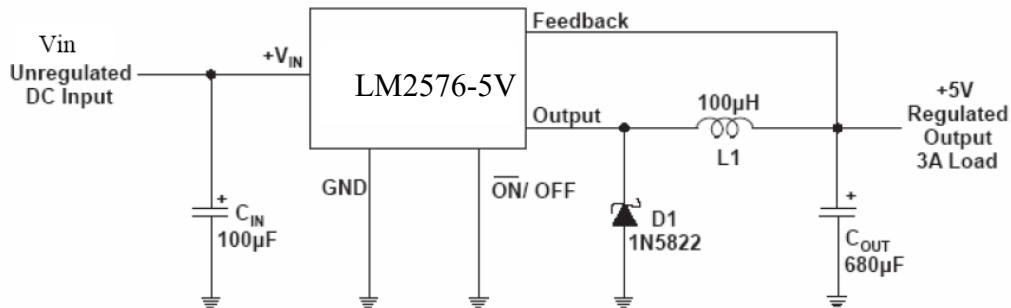 Vin
Unregulated
DC Input
+VIN
LM2576-5V
Feedback
Output
100µH
L1
+5V
Regulated
Output
3A Load
GND
ON/ OFF
+
CIN
100µF
D1
1N5822
+
COUT
680µF